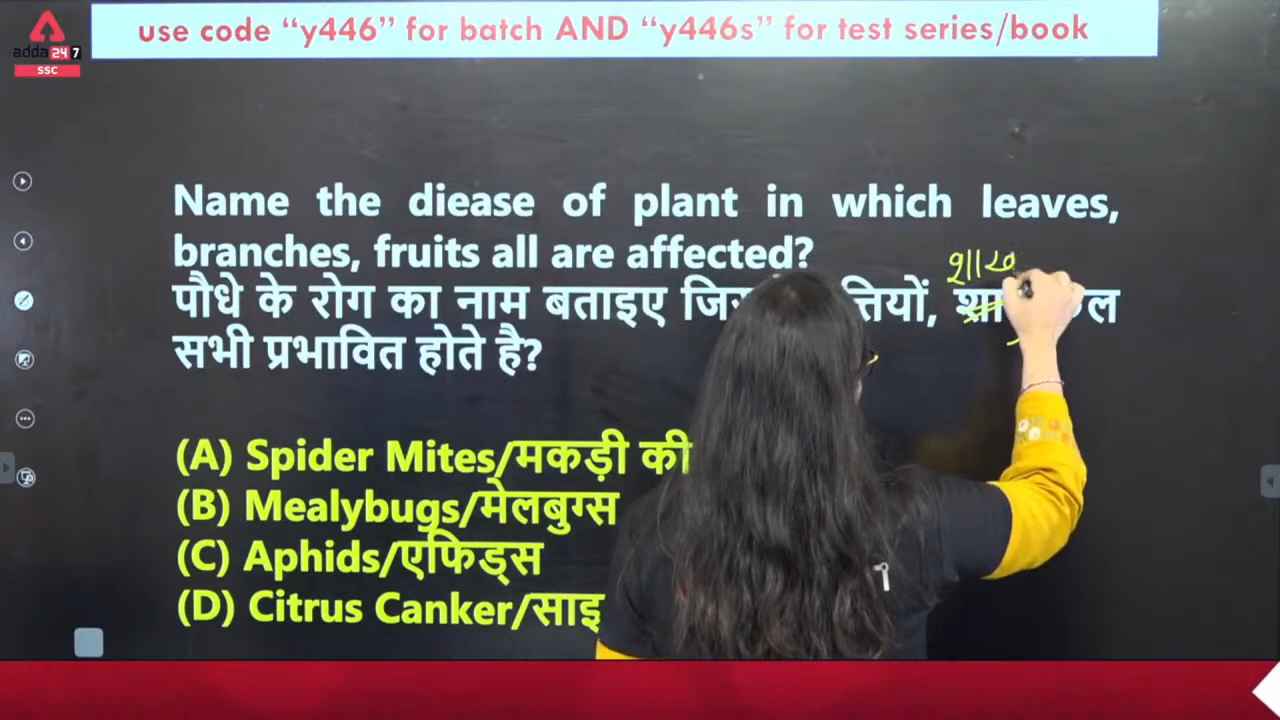 use code “y446” for batch AND “y446s” for test series/book
adda 24 7
SSC
Name the diease of plant in which leaves,
branches, fruits all are affected?
शाख
पौधे के रोग का नाम बताइए
सभी प्रभावित होते है?
(A) Spider Mites/मकड़ी की
(B) Mealybugs/मेलबुग्स
(C) Aphids/एफिड्स
(D) Citrus Canker/